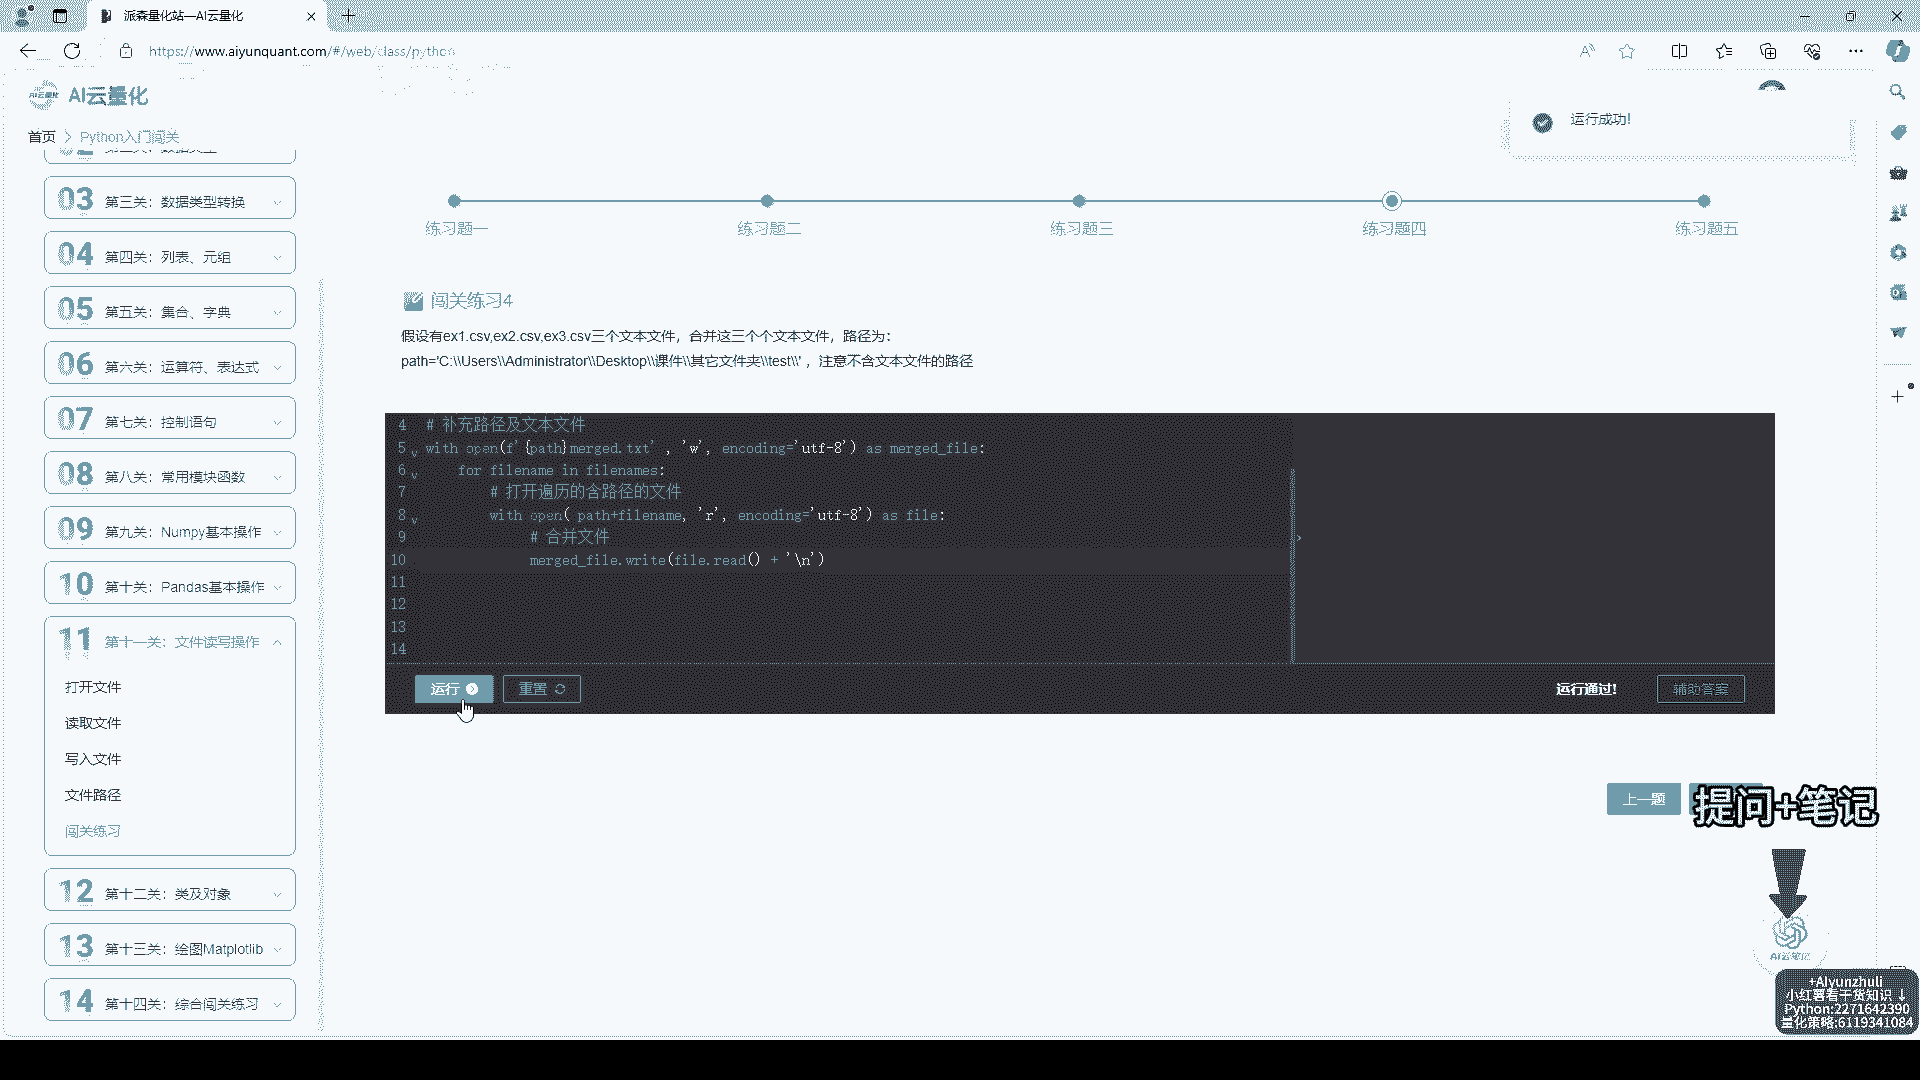 派森量化站—AI云量化
https://www.aiyunquant.com/#/web/class/python
AI云量化
首页 > Python入门闯关
运行成功!
03 第三关：数据类型转换
04 第四关：列表、元组
05 第五关：集合、字典
06 第六关：运算符、表达式
07 第七关：控制语句
08 第八关：常用模块函数
09 第九关：Numpy基本操作
10 第十关：Pandas基本操作
11 第十一关：文件读写操作
打开文件
读取文件
写入文件
文件路径
闯关练习
12 第十二关：类及对象
13 第十三关：绘图Matplotlib
14 第十四关：综合闯关练习
练习题一
练习题二
练习题三
练习题四
练习题五
闯关练习4
假设有ex1.csv,ex2.csv,ex3.csv三个文本文件，合并这三个个文本文件，路径为：
path='C:\\Users\\Administrator\\Desktop\\课件\\其它文件夹\\test\\' ，注意不含文本文件的路径
4 # 补充路径及文本文件
5 with open(f'{path}merged.txt' , 'w', encoding='utf-8') as merged_file:
6 for filename in filenames:
7 # 打开遍历的含路径的文件
8 with open( path+filename, 'r', encoding='utf-8') as file:
9 # 合并文件
10 merged_file.write(file.read() + '\n')
11
12
13
14
运行
重置
运行通过!
辅助答案
上一题
提问+笔记
AI云笔记
+AIyunzhuli
小红薯看干货知识↓
Python:2271642390
量化策略:6119341084